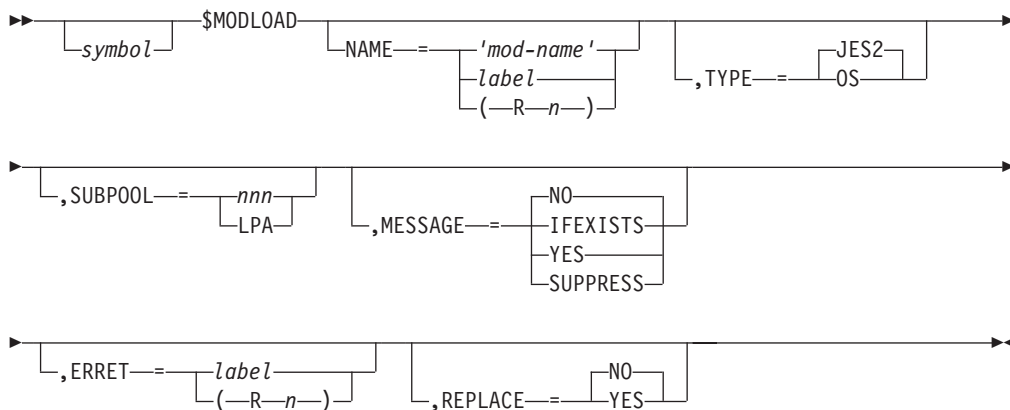 symbol $MODLOAD NAME = 'mod-name' ,TYPE = JES2
label OS
( R n )
,SUBPOOL = nnn ,MESSAGE = NO
LPA IFEXISTS
YES
SUPPRESS
,ERRET = label ,REPLACE = NO
( R n ) YES